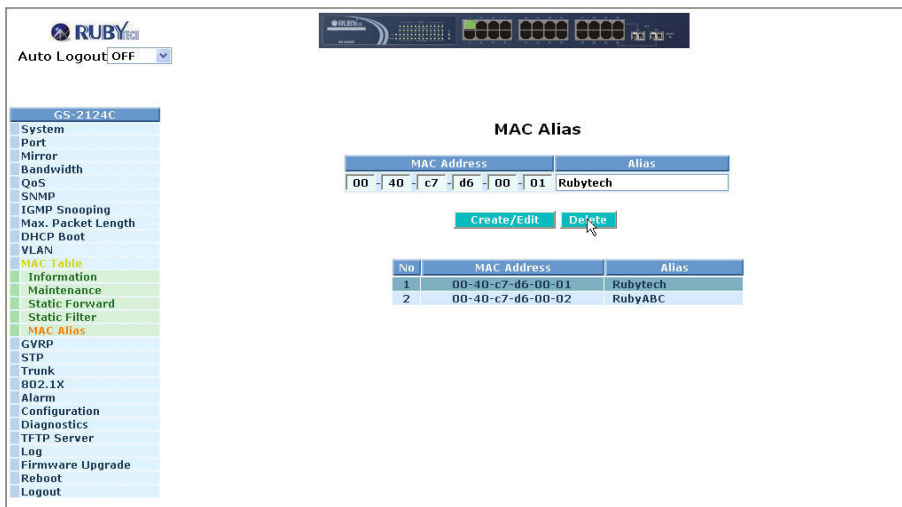 RUBYTECH
Auto Logout OFF
GS-2124C
System
Port
Mirror
Bandwidth
QoS
SNMP
IGMP Snooping
Max. Packet Length
DHCP Boot
VLAN
MAC Table
Information
Maintenance
Static Forward
Static Filter
MAC Alias
GVRP
STP
Trunk
802.1X
Alarm
Configuration
Diagnostics
TFTP Server
Log
Firmware Upgrade
Reboot
Logout
MAC Alias
MAC Address Alias
00 - 40 - c7 - d6 - 00 - 01 Rubytech
Create/Edit Delete
No MAC Address Alias
1 00-40-c7-d6-00-01 Rubytech
2 00-40-c7-d6-00-02 RubyABC